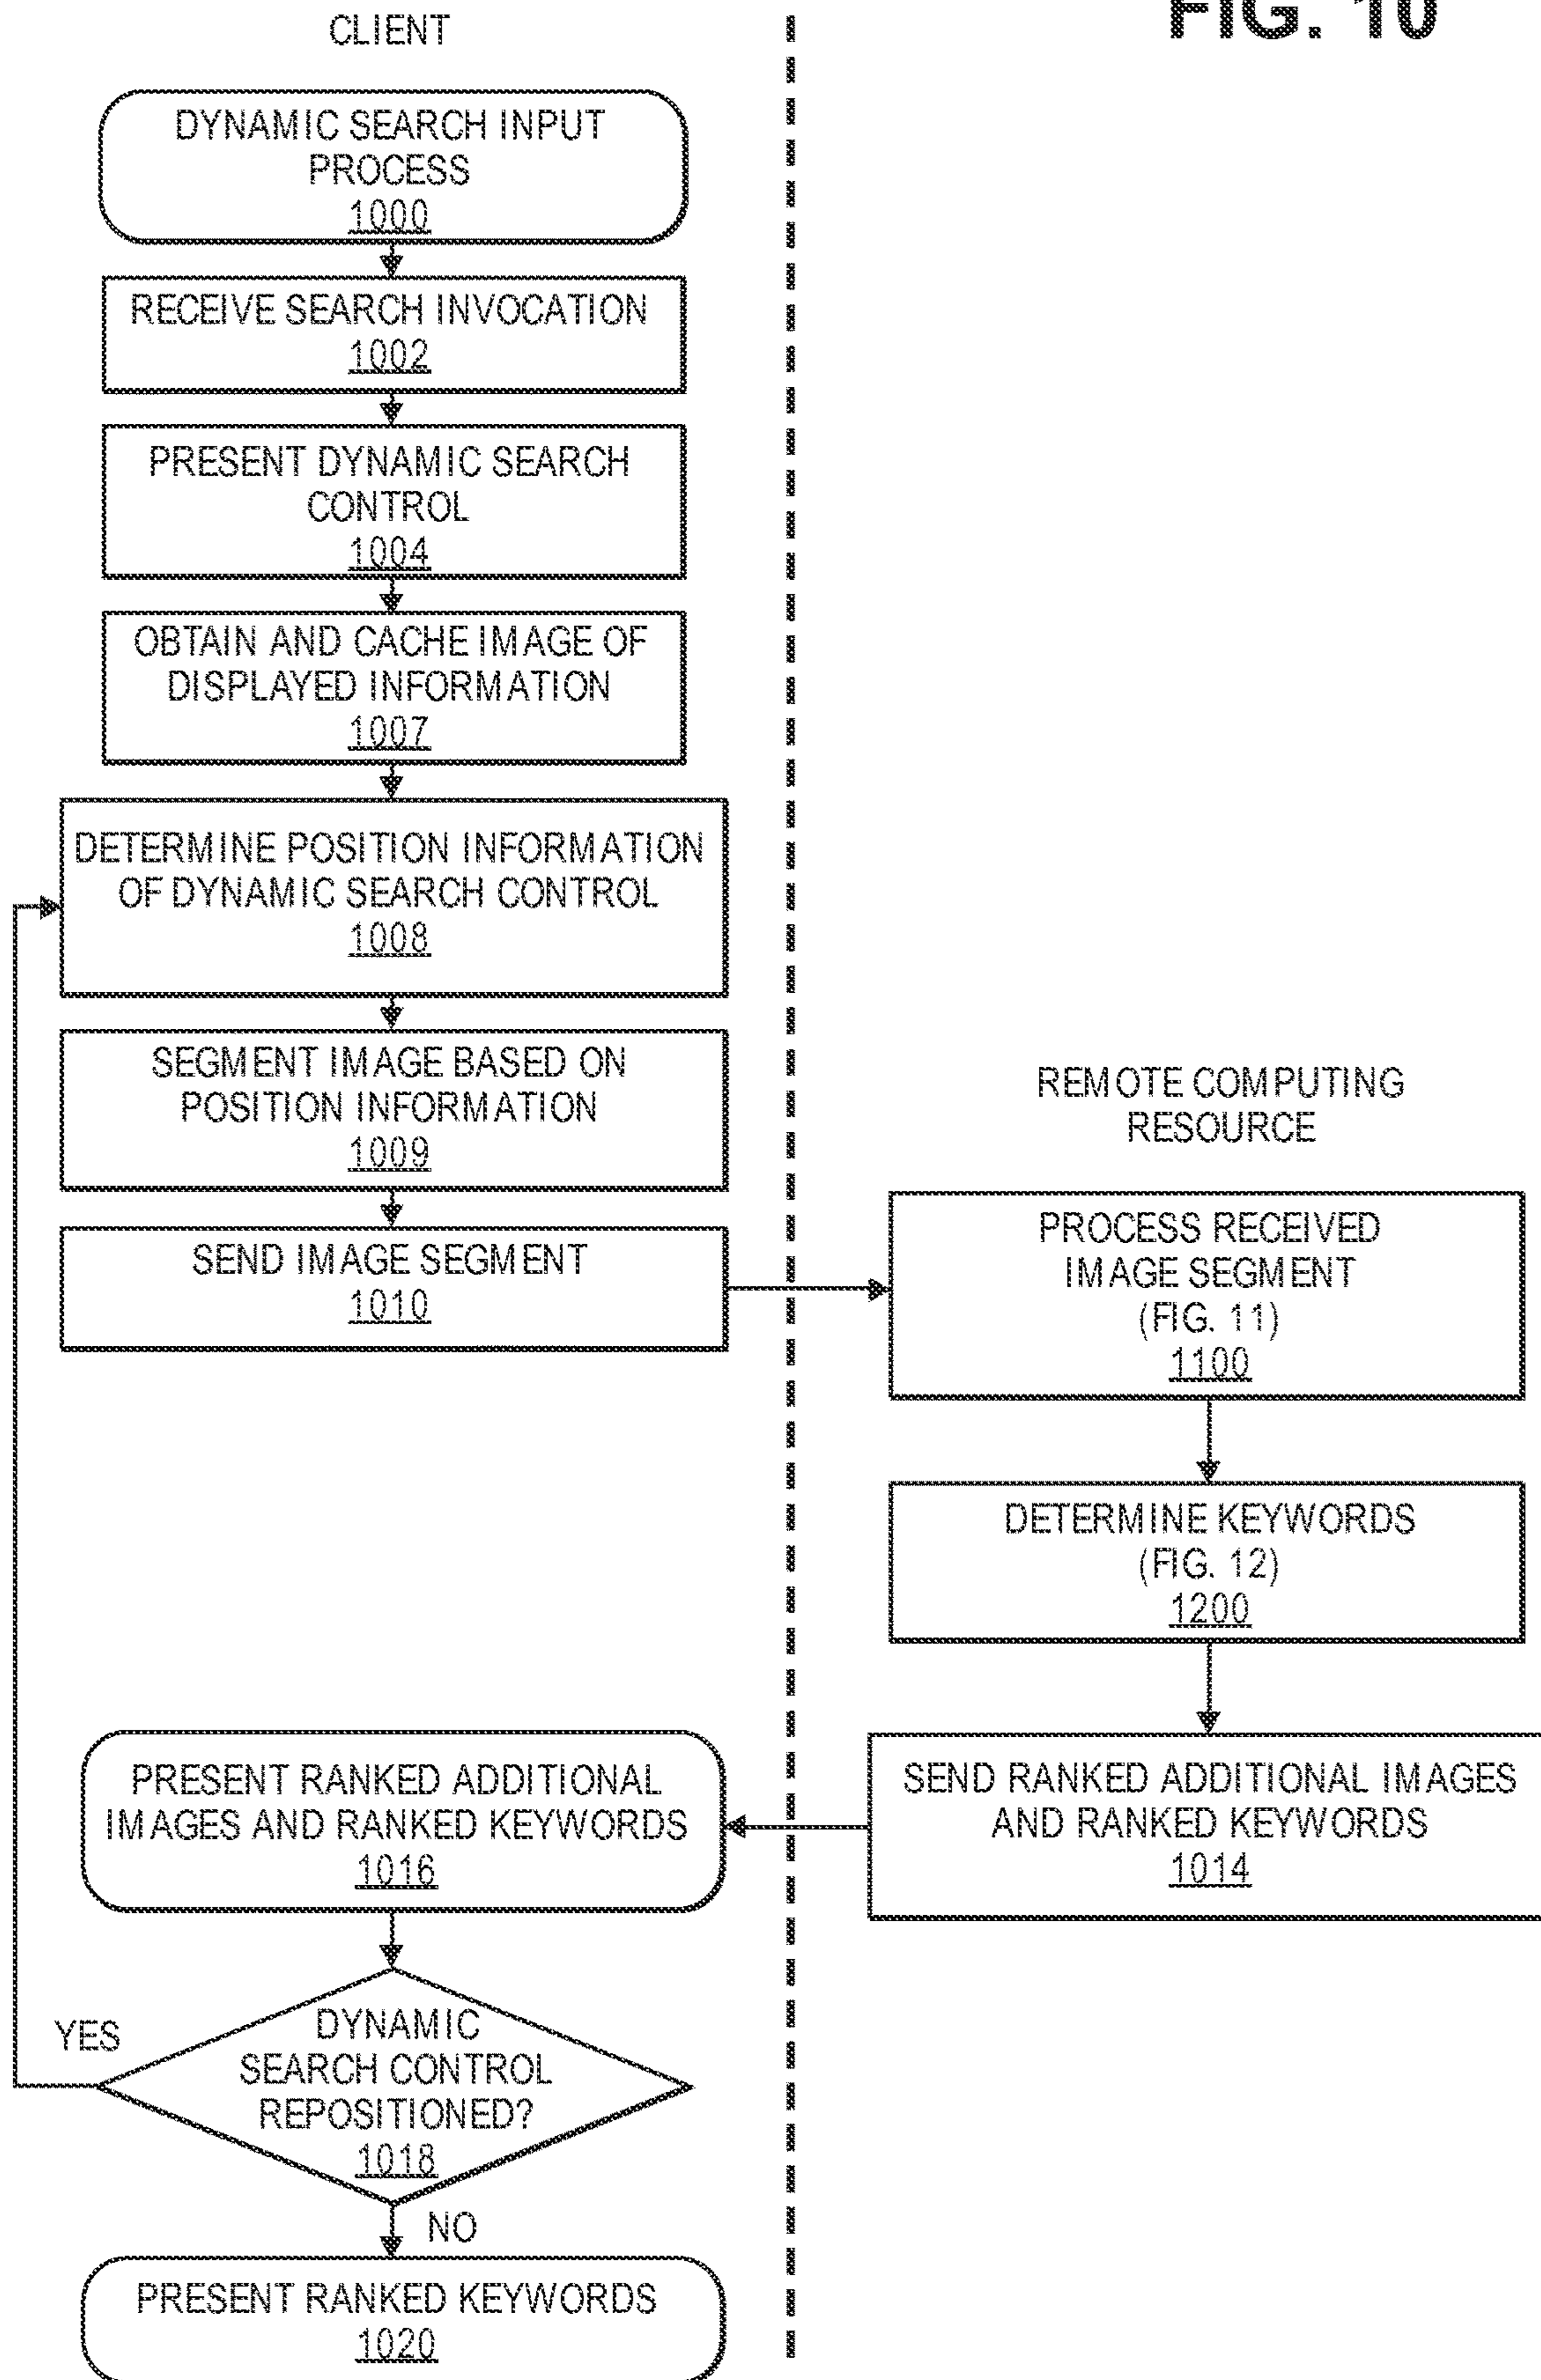 FIG. 10
CLIENT
DYNAMIC SEARCH INPUT
PROCESS
1000
RECEIVE SEARCH INVOCATION
1002
PRESENT DYNAMIC SEARCH
CONTROL
1004
OBTAIN AND CACHE IMAGE OF
DISPLAYED INFORMATION
1007
DETERMINE POSITION INFORMATION
OF DYNAMIC SEARCH CONTROL
1008
SEGMENT IMAGE BASED ON
POSITION INFORMATION
1009
SEND IMAGE SEGMENT
1010
REMOTE COMPUTING
RESOURCE
PROCESS RECEIVED
IMAGE SEGMENT
(FIG. 11)
1100
DETERMINE KEYWORDS
(FIG. 12)
1200
SEND RANKED ADDITIONAL IMAGES
AND RANKED KEYWORDS
1014
PRESENT RANKED ADDITIONAL
IMAGES AND RANKED KEYWORDS
1016
YES
DYNAMIC
SEARCH CONTROL
REPOSITIONED?
1018
NO
PRESENT RANKED KEYWORDS
1020